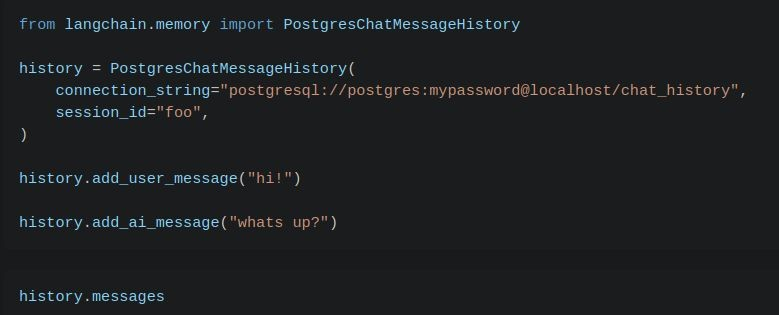 from langchain.memory import PostgresChatMessageHistory
history = PostgresChatMessageHistory(
    connection_string="postgresql://postgres:mypassword@localhost/chat_history",
    session_id="foo",
)
history.add_user_message("hi!")
history.add_ai_message("whats up?")
history.messages